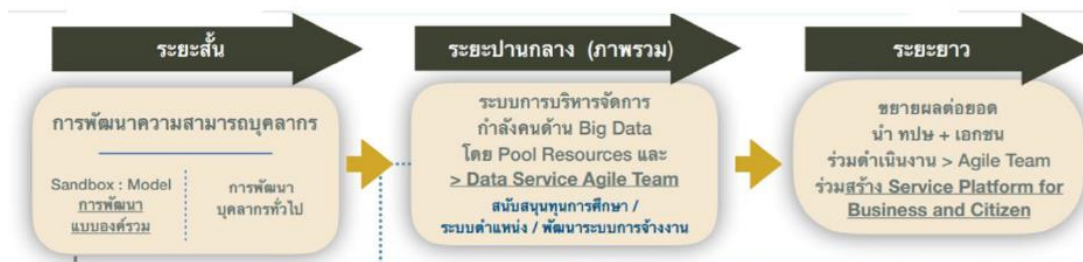 ระยะสั้น
การพัฒนาความสามารถบุคลากร
Sandbox : Model
การพัฒนา
แบบองค์รวม
การพัฒนา
บุคลากรทั่วไป
ระยะปานกลาง (ภาพรวม)
ระบบการบริหารจัดการ
กำลังคนด้าน Big Data
โดย Pool Resources และ
> Data Service Agile Team
สนับสนุนทุนการศึกษา /
ระบบตำแหน่ง / พัฒนาระบบการจ้างงาน
ระยะยาว
ขยายผลต่อยอด
นำ ทปษ + เอกชน
ร่วมดำเนินงาน > Agile Team
ร่วมสร้าง Service Platform for
Business and Citizen